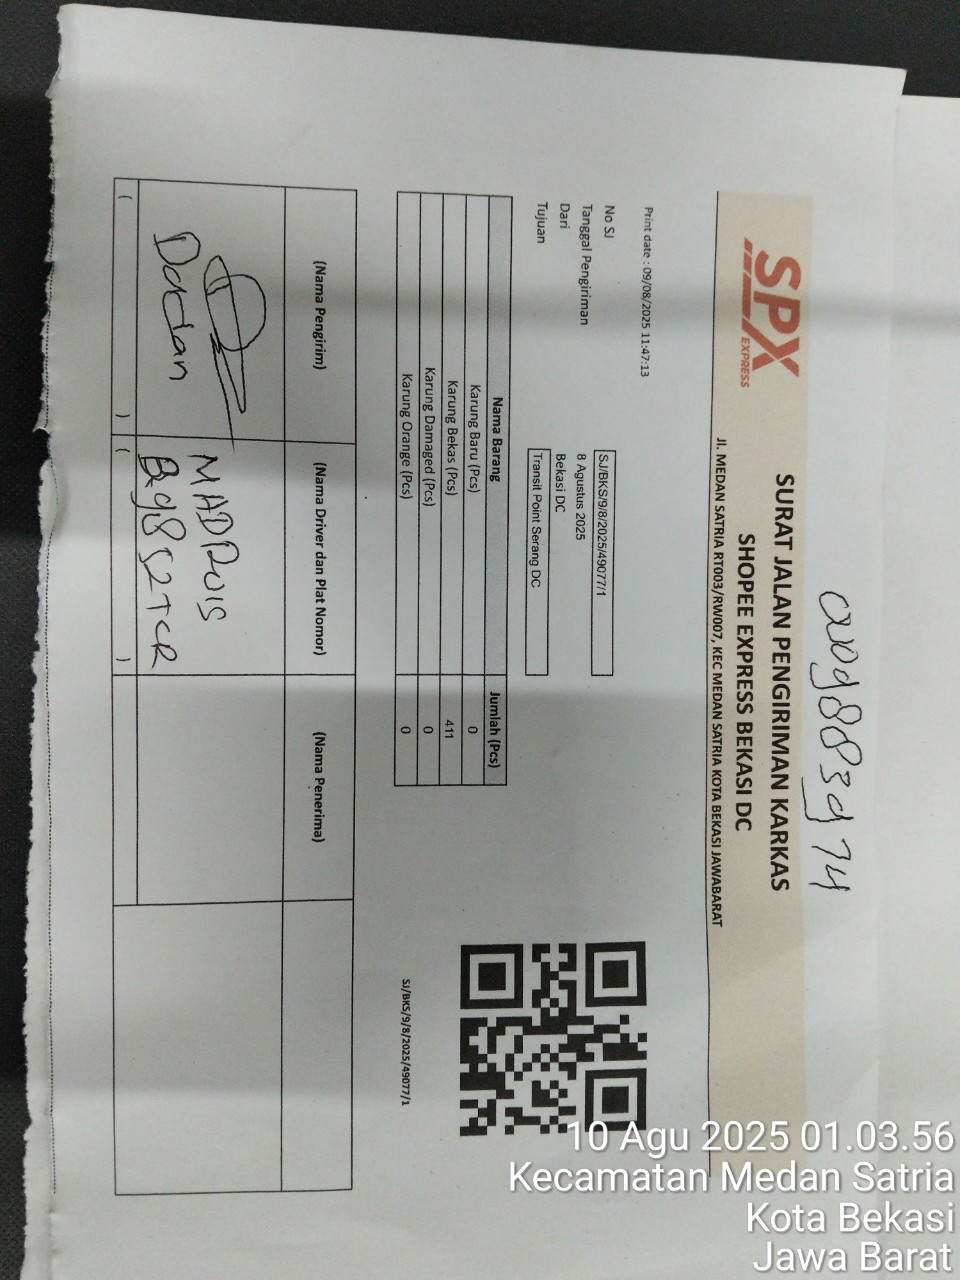 00988397 14
SPX
EXPRESS
SURAT JALAN PENGIRIMAN KARKAS
SHOPEE EXPRESS BEKASI DC
Jl. MEDAN SATRIA RT003/RW007, KEC MEDAN SATRIA KOTA BEKASI JAWABARAT
Print date : 09/08/2025 11:47:13
No SJ SJ/BKS/9/8/2025/49077/1
Tanggal Pengiriman 8 Agustus 2025
Dari Bekasi DC
Tujuan Transit Point Serang DC
Nama Barang Jumlah (Pcs)
Karung Baru (Pcs) 0
Karung Bekas (Pcs) 411
Karung Damaged (Pcs) 0
Karung Orange (Pcs) 0
SJ/BKS/9/8/2025/49077/1
(Nama Pengirim) (Nama Driver dan Plat Nomor) (Nama Penerima)
Dadan
MADROIS
B9852TCR
( ) ( )
10 Agu 2025 01.03.56
Kecamatan Medan Satria
Kota Bekasi
Jawa Barat